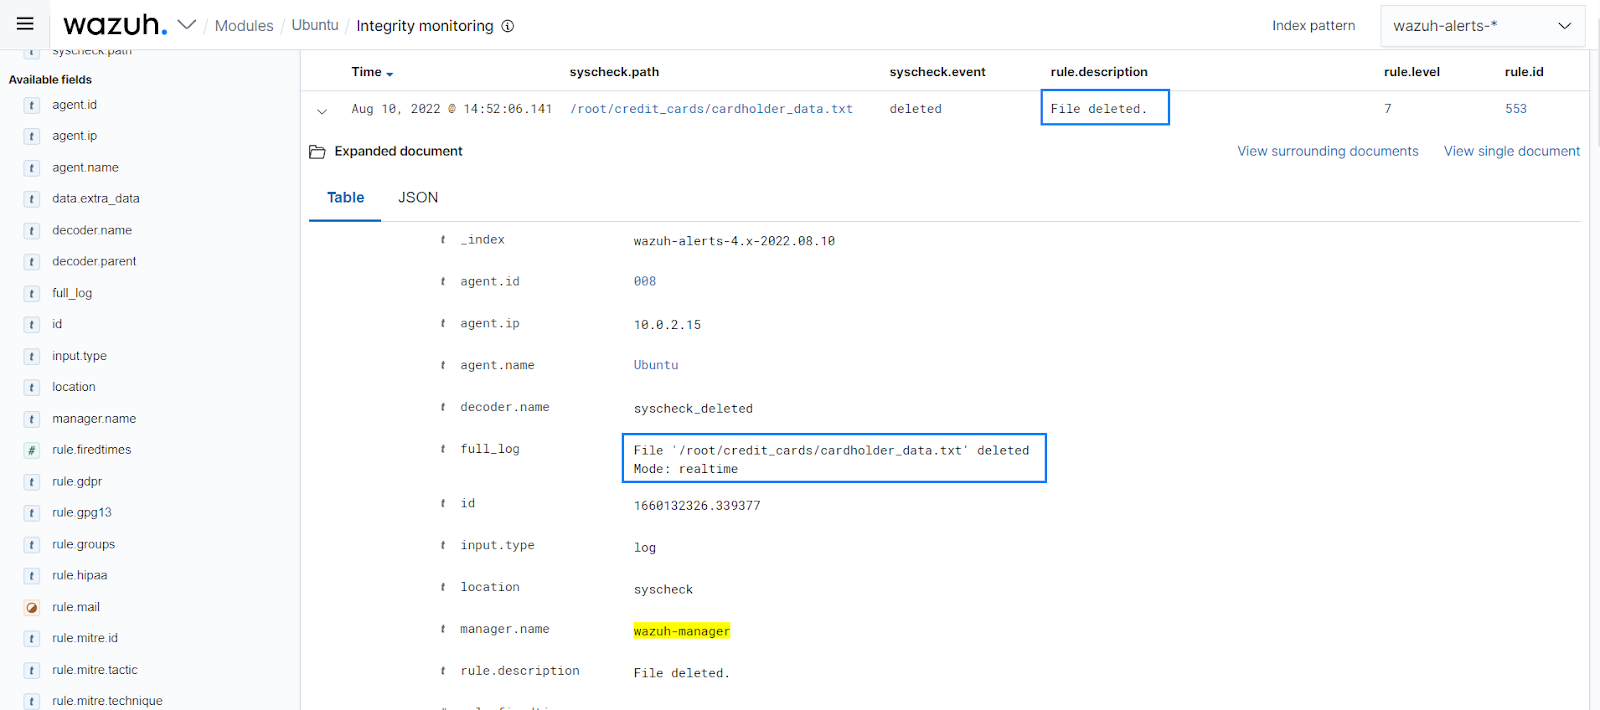 wazuh. / Modules / Ubuntu / Integrity monitoring Index pattern wazuh-alerts-*
t syscheck.path
Available fields
t agent.id
t agent.ip
t agent.name
t data.extra_data
t decoder.name
t decoder.parent
t full_log
t id
t input.type
t location
t manager.name
# rule.firedtimes
t rule.gdpr
t rule.gpg13
t rule.groups
t rule.hipaa
rule.mail
t rule.mitre.id
t rule.mitre.tactic
t rule.mitre.technique
Time syscheck.path syscheck.event rule.description rule.level rule.id
Aug 10, 2022 @ 14:52:06.141 /root/credit_cards/cardholder_data.txt deleted File deleted. 7 553
Expanded document View surrounding documents View single document
Table JSON
t _index wazuh-alerts-4.x-2022.08.10
t agent.id 008
t agent.ip 10.0.2.15
t agent.name Ubuntu
t decoder.name syscheck_deleted
t full_log File '/root/credit_cards/cardholder_data.txt' deleted
Mode: realtime
t id 1660132326.339377
t input.type log
t location syscheck
t manager.name wazuh-manager
t rule.description File deleted.